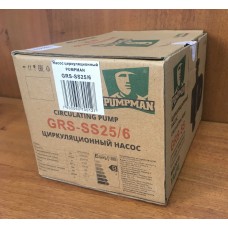 Насос циркуляционный
PUMPMAN
GRS-SS25/6
PUMPMAN
CIRCULATING PUMP
GRS-SS25/6
ЦИРКУЛЯЦИОННЫЙ НАСОС